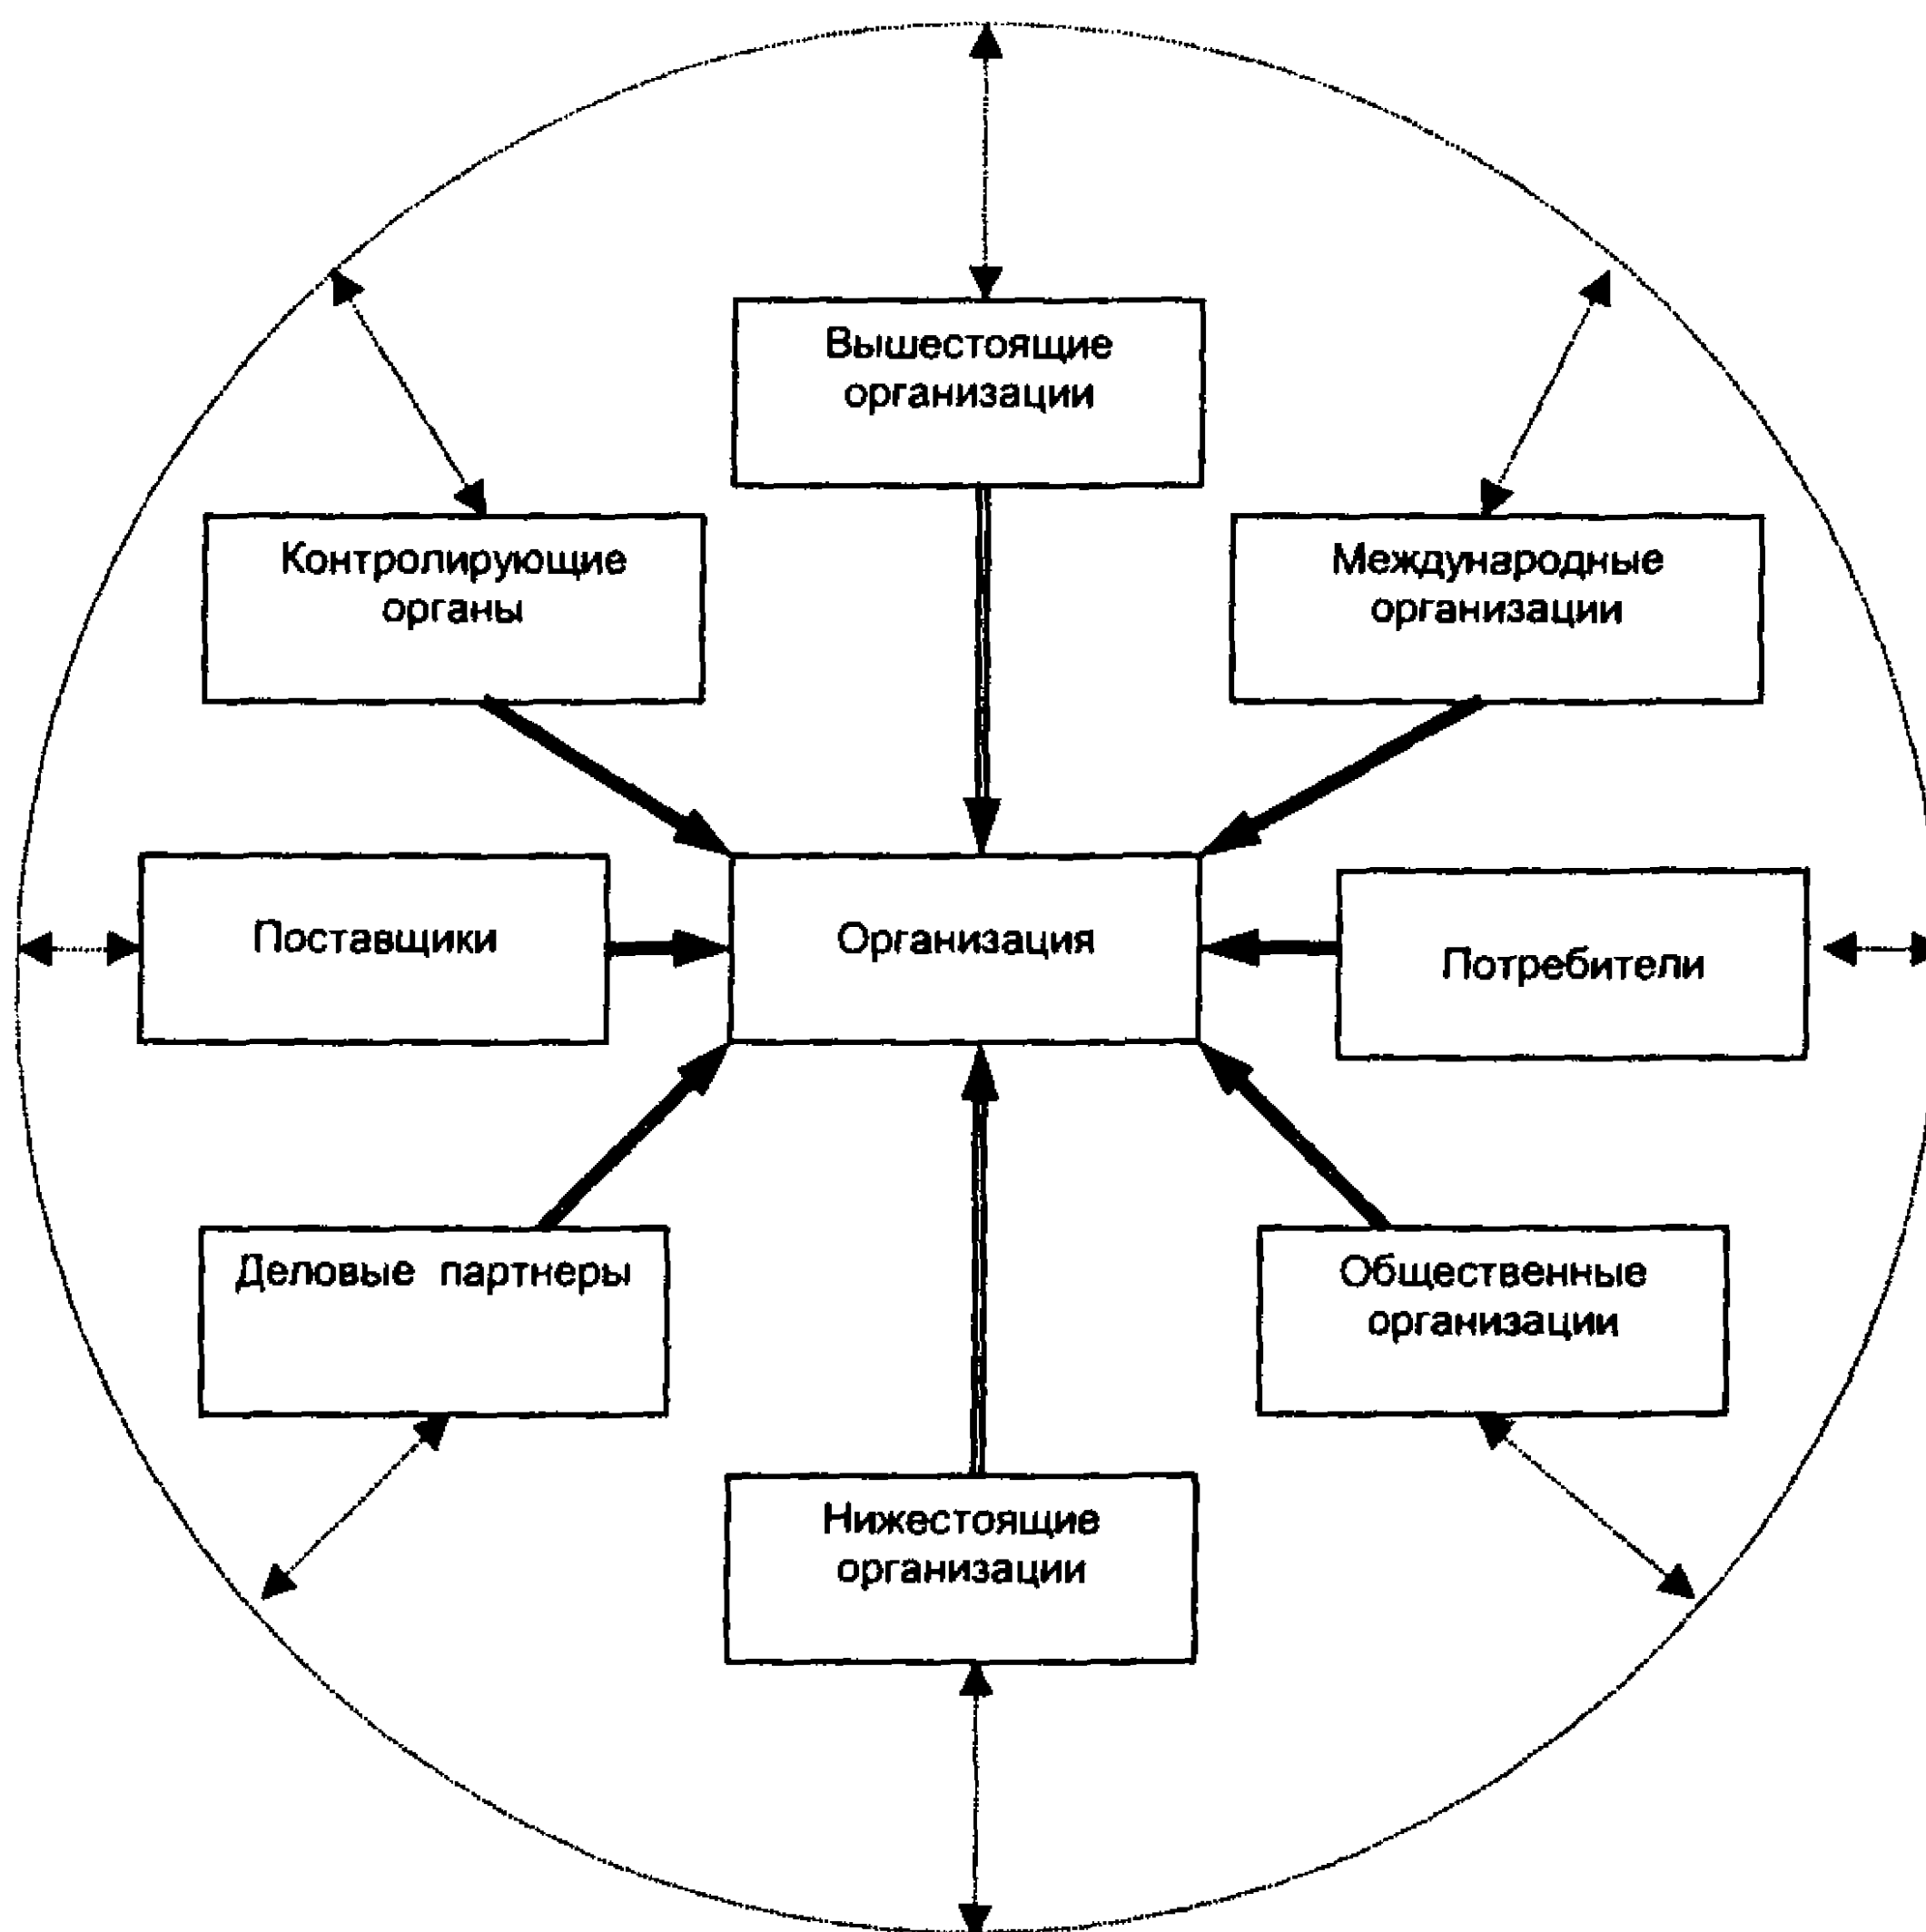 Вышестоящие
организации
Контролирующие
органы
Международные
организации
Поставщики
Организация
Потребители
Деловые партнеры
Общественные
организации
Нижестоящие
организации